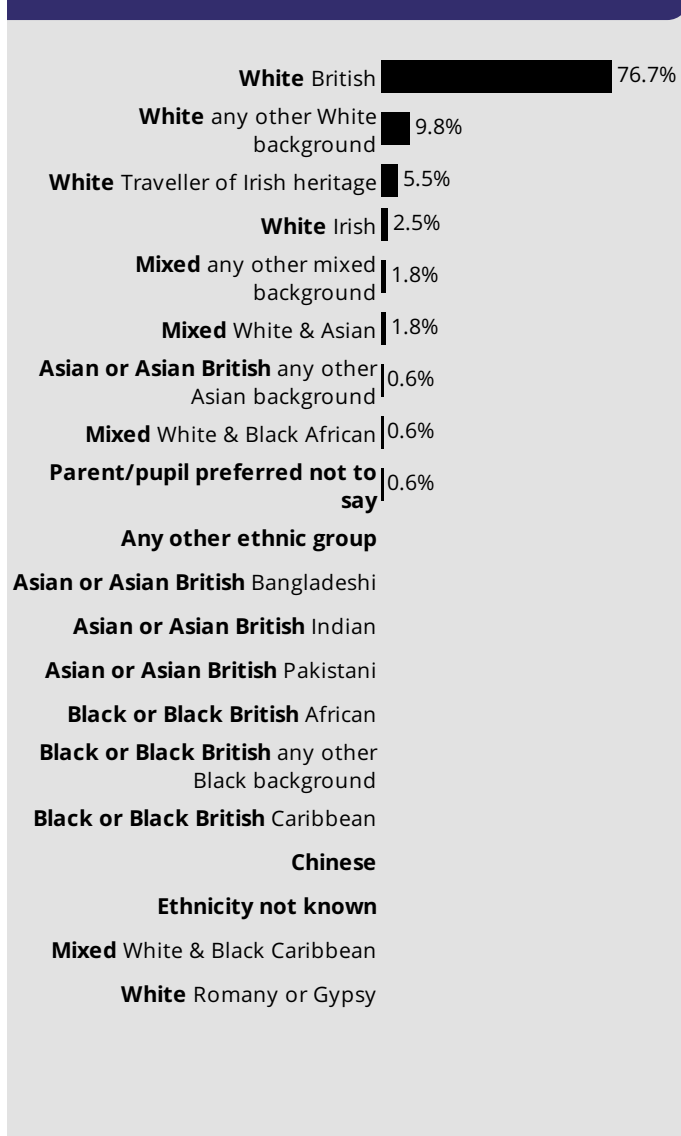 White British 76.7%
White any other White
background 9.8%
White Traveller of Irish heritage 5.5%
White Irish 2.5%
Mixed any other mixed
background 1.8%
Mixed White & Asian 1.8%
Asian or Asian British any other
Asian background 0.6%
Mixed White & Black African 0.6%
Parent/pupil preferred not to
say 0.6%
Any other ethnic group
Asian or Asian British Bangladeshi
Asian or Asian British Indian
Asian or Asian British Pakistani
Black or Black British African
Black or Black British any other
Black background
Black or Black British Caribbean
Chinese
Ethnicity not known
Mixed White & Black Caribbean
White Romany or Gypsy